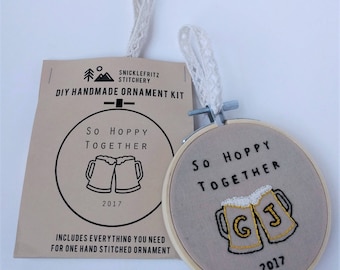 SNICKLEFRITZ
STITCHERY
DIY HANDMADE ORNAMENT KIT
SO HOPPY
TOGETHER
2017
INCLUDES EVERYTHING YOU NEED
FOR ONE HAND STITCHED ORNAMENT
SO HOPPY
TOGETHER
G J
2017